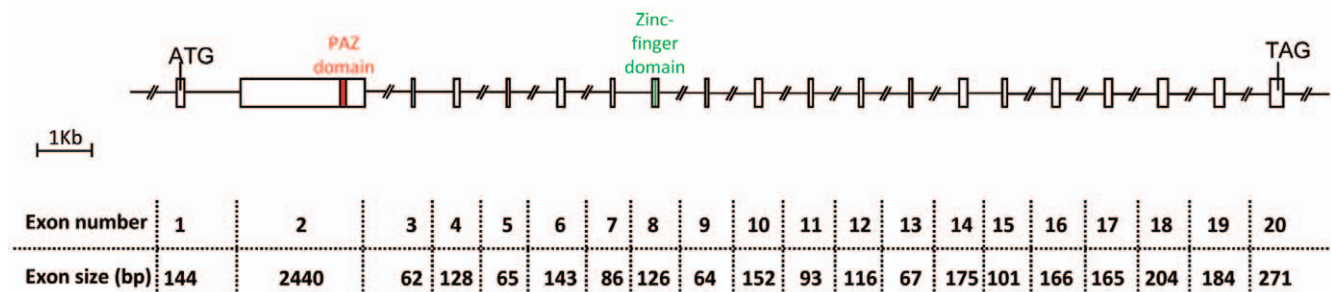 Zinc-
finger
domain
PAZ
domain
ATG
TAG
1Kb
Exon number 1 2 3 4 5 6 7 8 9 10 11 12 13 14 15 16 17 18 19 20
Exon size (bp) 144 2440 62 128 65 143 86 126 64 152 93 116 67 175 101 166 165 204 184 271